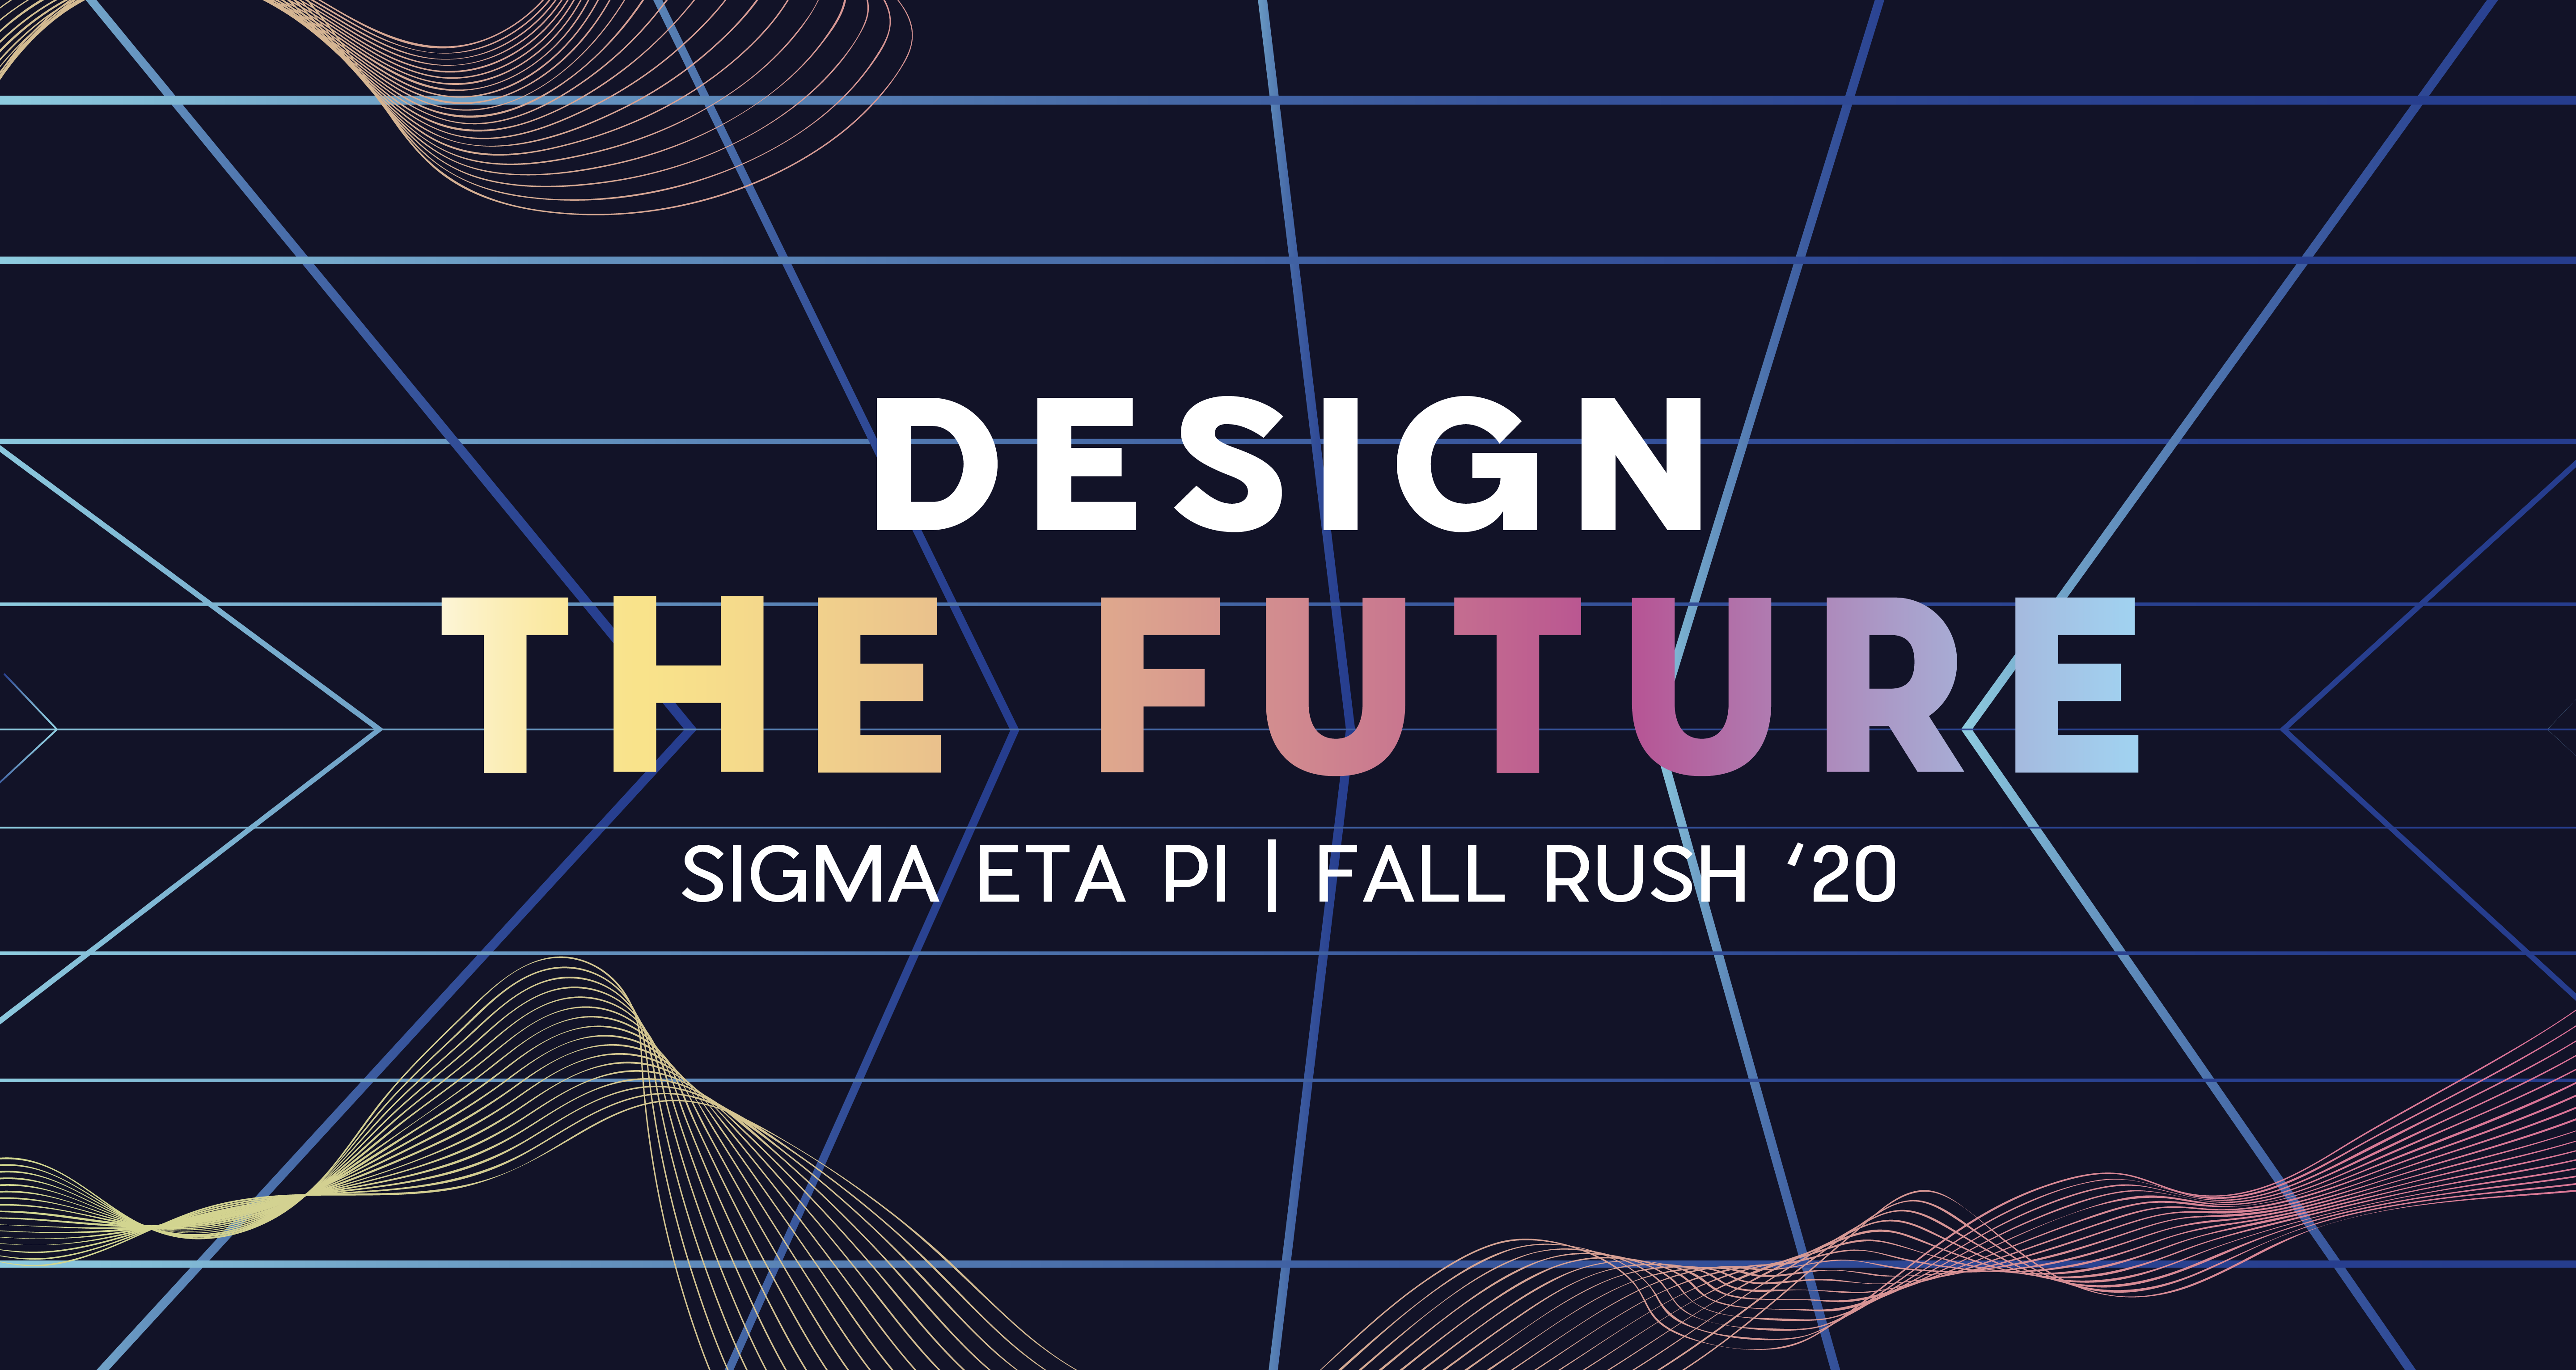 DESIGN
THE FUTURE
SIGMA ETA PI | FALL RUSH ‘20